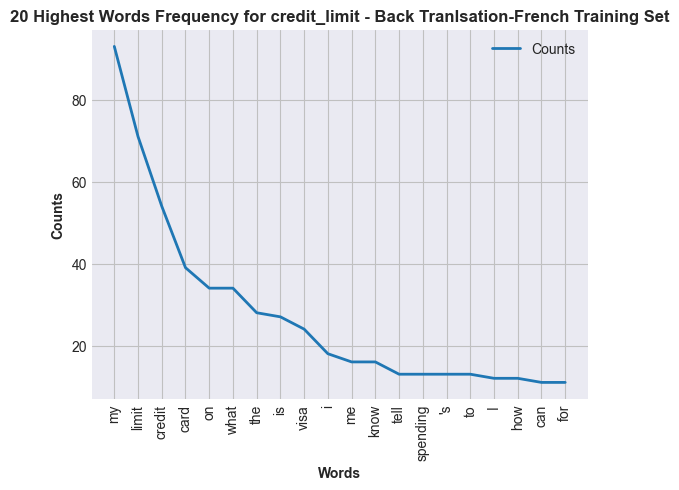 20 Highest Words Frequency for credit_limit - Back Tranlsation-French Training Set
Counts
Counts
80
60
40
20
my
limit
credit
card
on
what
the
is
visa
i
me
know
tell
spending
's
to
I
how
can
for
Words